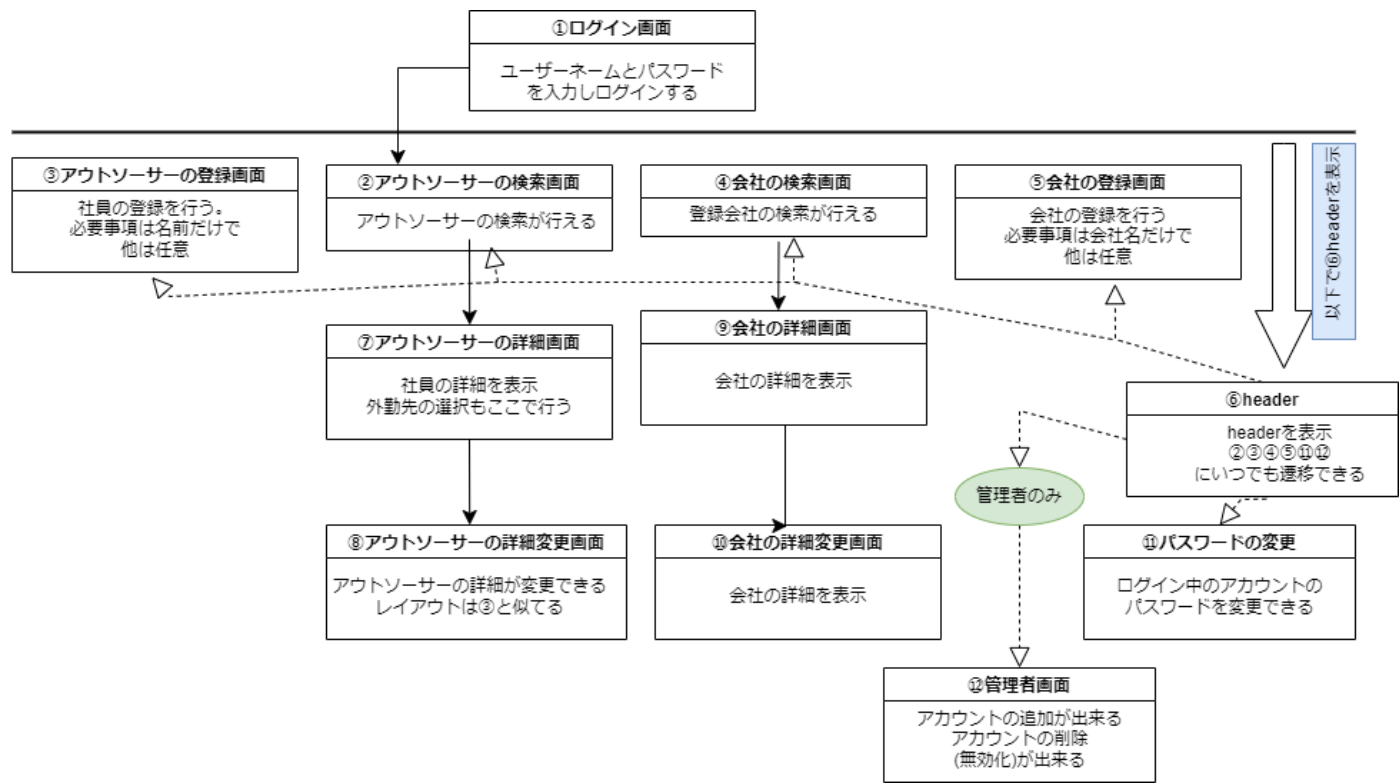 ①ログイン画面
ユーザーネームとパスワード
を入力しログインする
以下で⑥headerを表示
③アウトソーサーの登録画面
社員の登録を行う。
必要事項は名前だけで
他は任意
②アウトソーサーの検索画面
アウトソーサーの検索が行える
④会社の検索画面
登録会社の検索が行える
⑤会社の登録画面
会社の登録を行う
必要事項は会社名だけで
他は任意
⑦アウトソーサーの詳細画面
社員の詳細を表示
外勤先の選択もここで行う
⑨会社の詳細画面
会社の詳細を表示
⑥header
headerを表示
②③④⑤⑪⑫
にいつでも遷移できる
管理者のみ
⑧アウトソーサーの詳細変更画面
アウトソーサーの詳細が変更できる
レイアウトは③と似てる
⑩会社の詳細変更画面
会社の詳細を表示
⑪パスワードの変更
ログイン中のアカウントの
パスワードを変更できる
⑫管理者画面
アカウントの追加が出来る
アカウントの削除
(無効化)が出来る